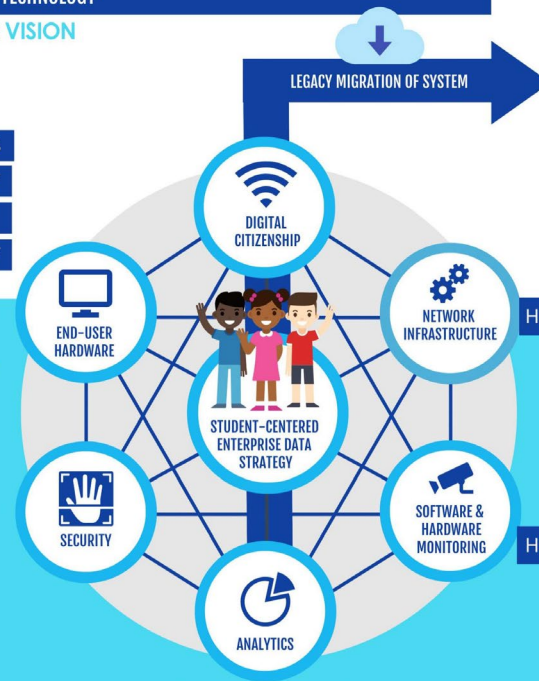 TECHNOLOGY
VISION
LEGACY MIGRATION OF SYSTEM
DIGITAL
CITIZENSHIP
END-USER
HARDWARE
NETWORK
INFRASTRUCTURE
H
STUDENT-CENTERED
ENTERPRISE DATA
STRATEGY
SECURITY
SOFTWARE &
HARDWARE
MONITORING
H
ANALYTICS